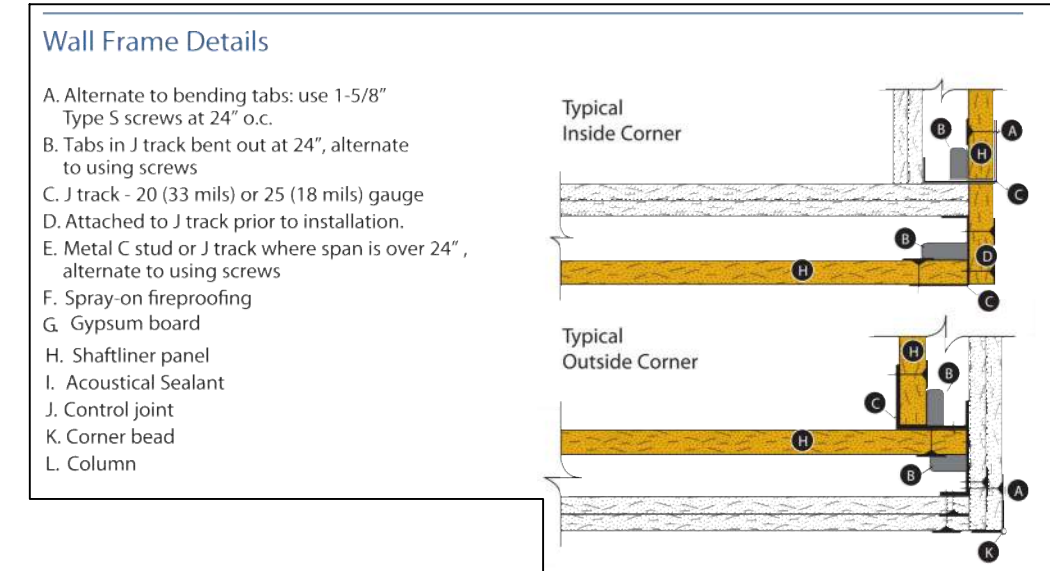 Wall Frame Details
A. Alternate to bending tabs: use 1-5/8"
Type S screws at 24" o.c.
B. Tabs in J track bent out at 24", alternate
to using screws
C. J track - 20 (33 mils) or 25 (18 mils) gauge
D. Attached to J track prior to installation.
E. Metal C stud or J track where span is over 24" ,
alternate to using screws
F. Spray-on fireproofing
G. Gypsum board
H. Shaftliner panel
I. Acoustical Sealant
J. Control joint
K. Corner bead
L. Column
Typical
Inside Corner
B
A
H
C
B
D
H
C
Typical
Outside Corner
H
B
C
H
B
A
K